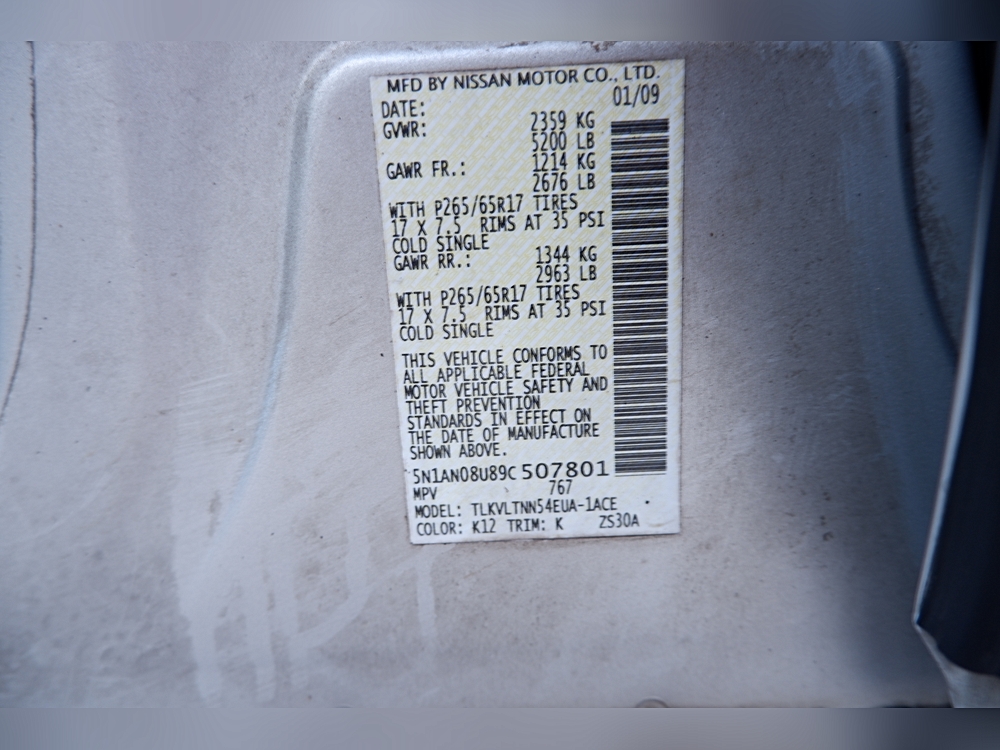 MFD BY NISSAN MOTOR CO., LTD.
DATE: 01/09
GVWR: 2359 KG
5200 LB
GAWR FR.: 1214 KG
2676 LB
WITH P265/65R17 TIRES
17 X 7.5 RIMS AT 35 PSI
COLD SINGLE
GAWR RR.: 1344 KG
2963 LB
WITH P265/65R17 TIRES
17 X 7.5 RIMS AT 35 PSI
COLD SINGLE
THIS VEHICLE CONFORMS TO
ALL APPLICABLE FEDERAL
MOTOR VEHICLE SAFETY AND
THEFT PREVENTION
STANDARDS IN EFFECT ON
THE DATE OF MANUFACTURE
SHOWN ABOVE.
5N1AN08U89C507801
MPV 767
MODEL: TLKVLTNN54EUA-1ACE
COLOR: K12 TRIM: K ZS30A